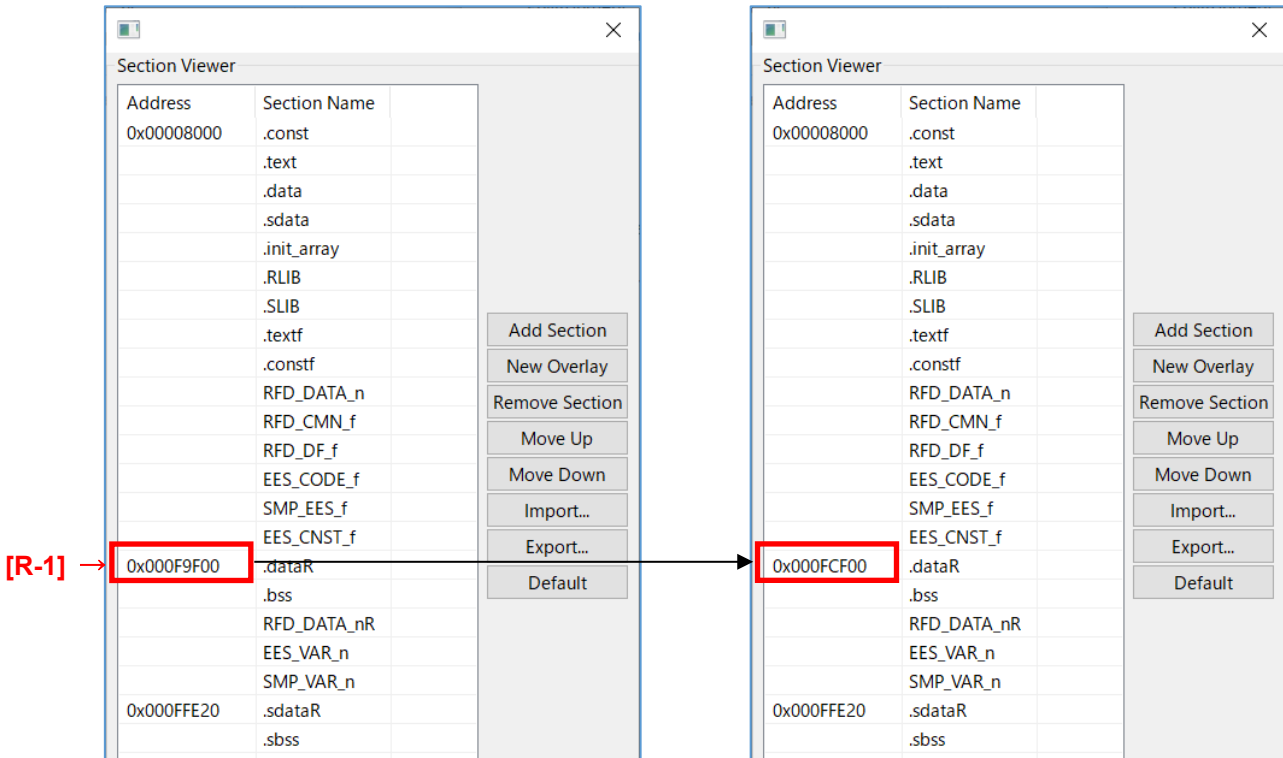 Section Viewer
Address Section Name
0x00008000 .const
.text
.data
.sdata
.init_array
.RLIB
.SLIB
.textf
.constf
RFD_DATA_n
RFD_CMN_f
RFD_DF_f
EES_CODE_f
SMP_EES_f
EES_CNST_f
[R-1] → 0x000F9F00 .dataR
.bss
RFD_DATA_nR
EES_VAR_n
SMP_VAR_n
0x000FFE20 .sdataR
.sbss
Add Section
New Overlay
Remove Section
Move Up
Move Down
Import...
Export...
Default
Section Viewer
Address Section Name
0x00008000 .const
.text
.data
.sdata
.init_array
.RLIB
.SLIB
.textf
.constf
RFD_DATA_n
RFD_CMN_f
RFD_DF_f
EES_CODE_f
SMP_EES_f
EES_CNST_f
0x000FCF00 .dataR
.bss
RFD_DATA_nR
EES_VAR_n
SMP_VAR_n
0x000FFE20 .sdataR
.sbss
Add Section
New Overlay
Remove Section
Move Up
Move Down
Import...
Export...
Default